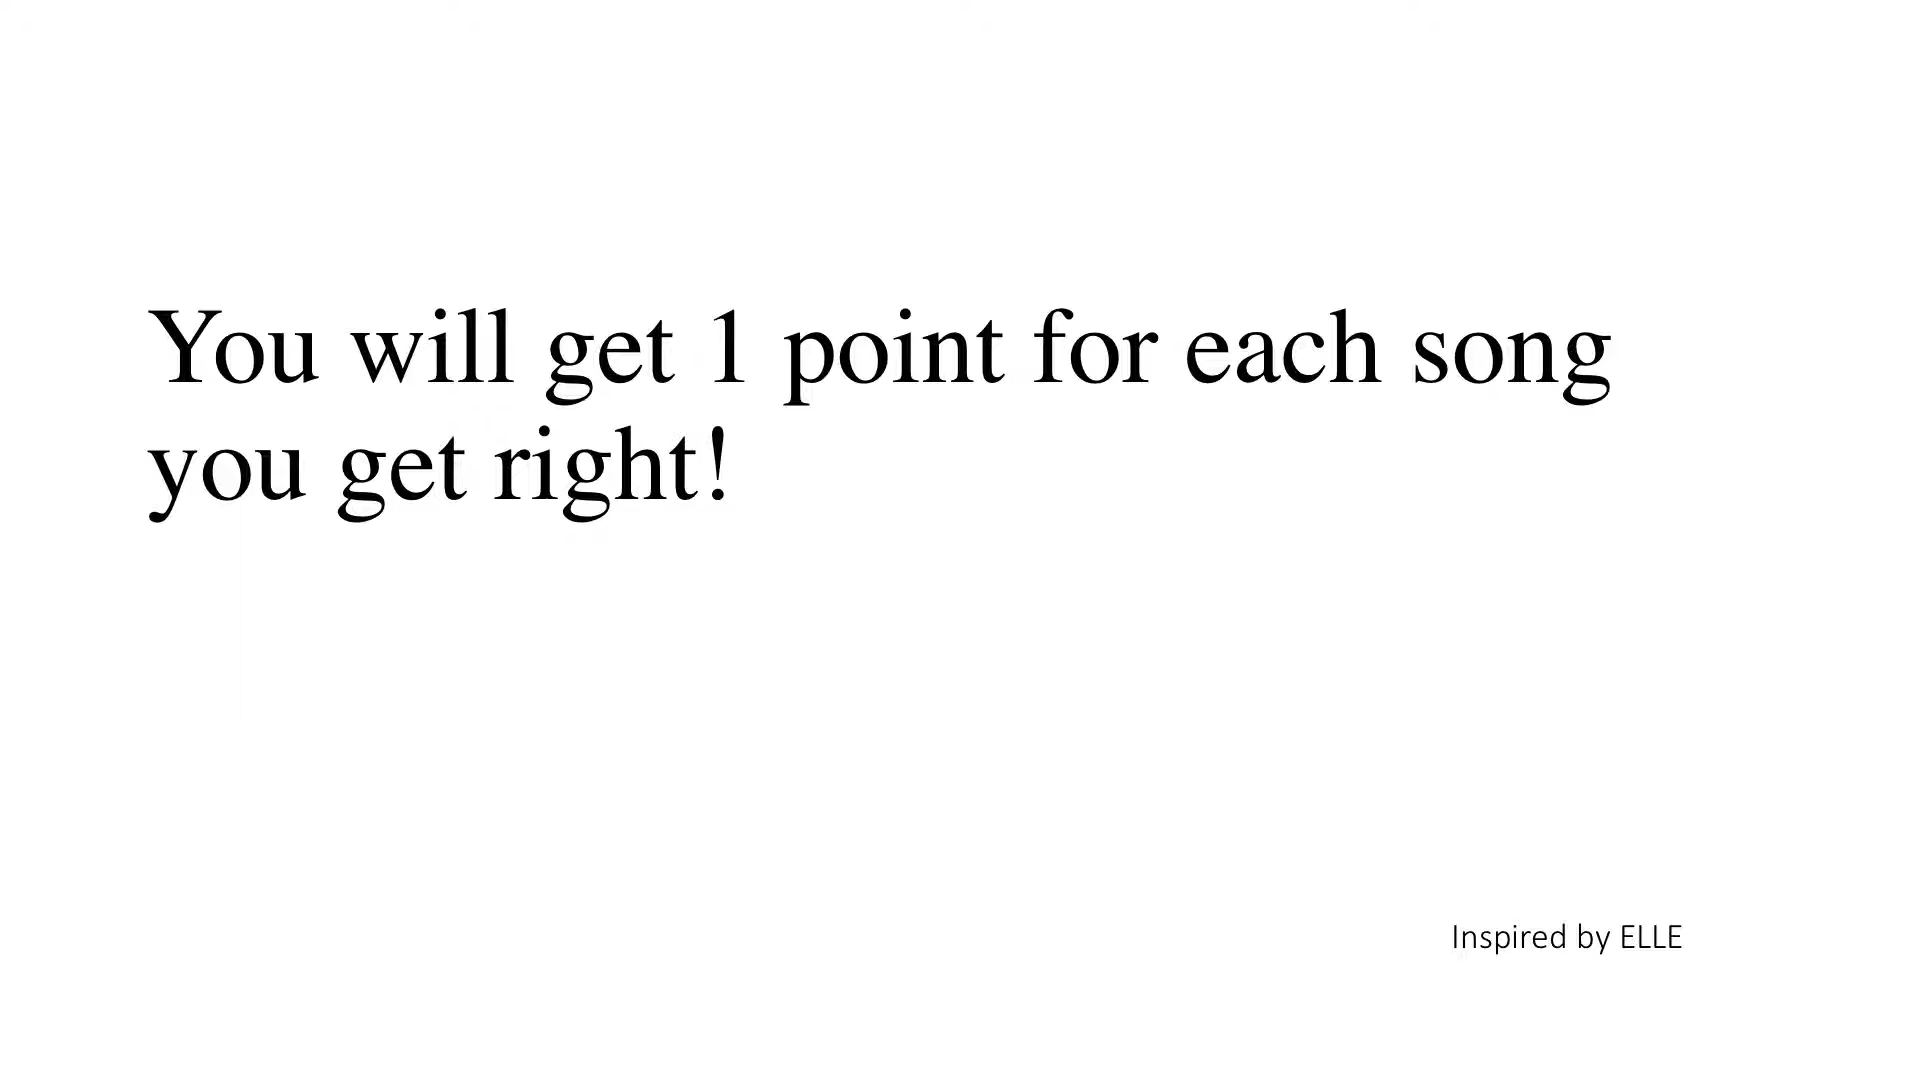 You will get 1 point for each song
you get right!
Inspired by ELLE